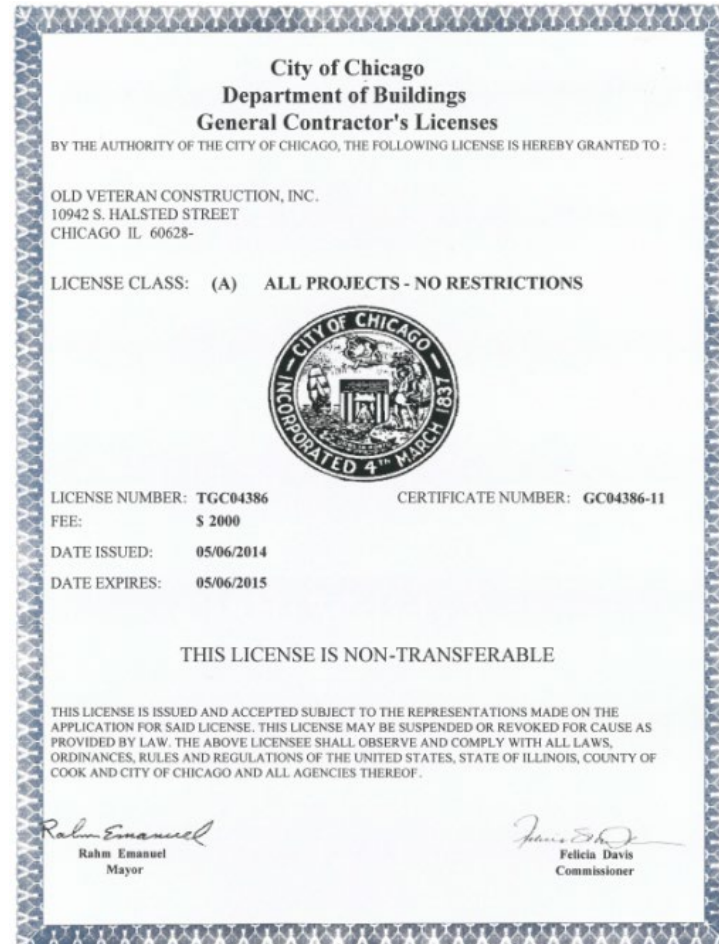 City of Chicago
Department of Buildings
General Contractor's Licenses
BY THE AUTHORITY OF THE CITY OF CHICAGO, THE FOLLOWING LICENSE IS HEREBY GRANTED TO :
OLD VETERAN CONSTRUCTION, INC.
10942 S. HALSTED STREET
CHICAGO IL 60628-
LICENSE CLASS: (A) ALL PROJECTS - NO RESTRICTIONS
CITY OF CHICAGO
INCORPORATED 4TH MARCH 1837
LICENSE NUMBER: TGC04386 CERTIFICATE NUMBER: GC04386-11
FEE: $ 2000
DATE ISSUED: 05/06/2014
DATE EXPIRES: 05/06/2015
THIS LICENSE IS NON-TRANSFERABLE
THIS LICENSE IS ISSUED AND ACCEPTED SUBJECT TO THE REPRESENTATIONS MADE ON THE
APPLICATION FOR SAID LICENSE. THIS LICENSE MAY BE SUSPENDED OR REVOKED FOR CAUSE AS
PROVIDED BY LAW. THE ABOVE LICENSEE SHALL OBSERVE AND COMPLY WITH ALL LAWS,
ORDINANCES, RULES AND REGULATIONS OF THE UNITED STATES, STATE OF ILLINOIS, COUNTY OF
COOK AND CITY OF CHICAGO AND ALL AGENCIES THEREOF.
Rahm Emanuel
Rahm Emanuel Felicia Davis
Mayor Commissioner